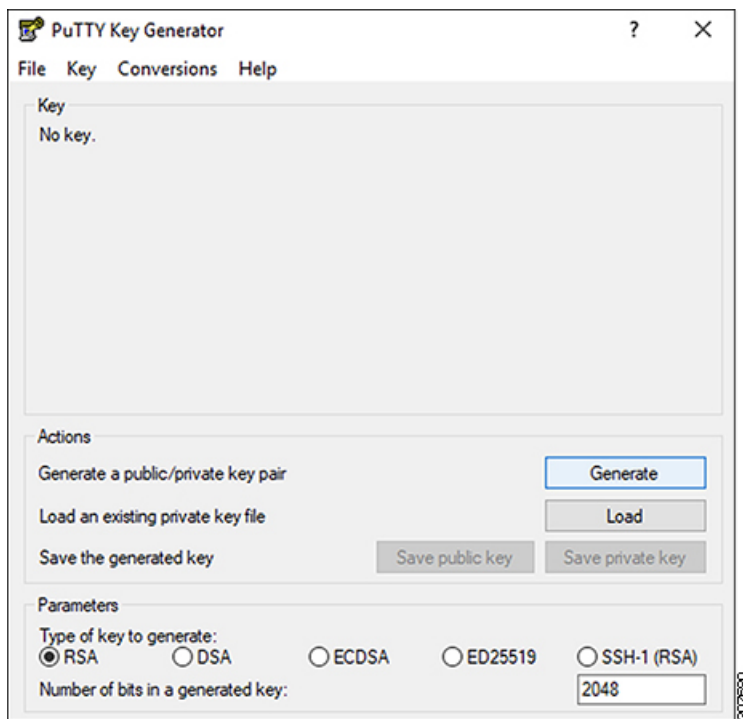 PuTTY Key Generator ?
File Key Conversions Help
Key
No key.
Actions
Generate a public/private key pair Generate
Load an existing private key file Load
Save the generated key Save public key Save private key
Parameters
Type of key to generate:
RSA DSA ECDSA ED25519 SSH-1 (RSA)
Number of bits in a generated key: 2048